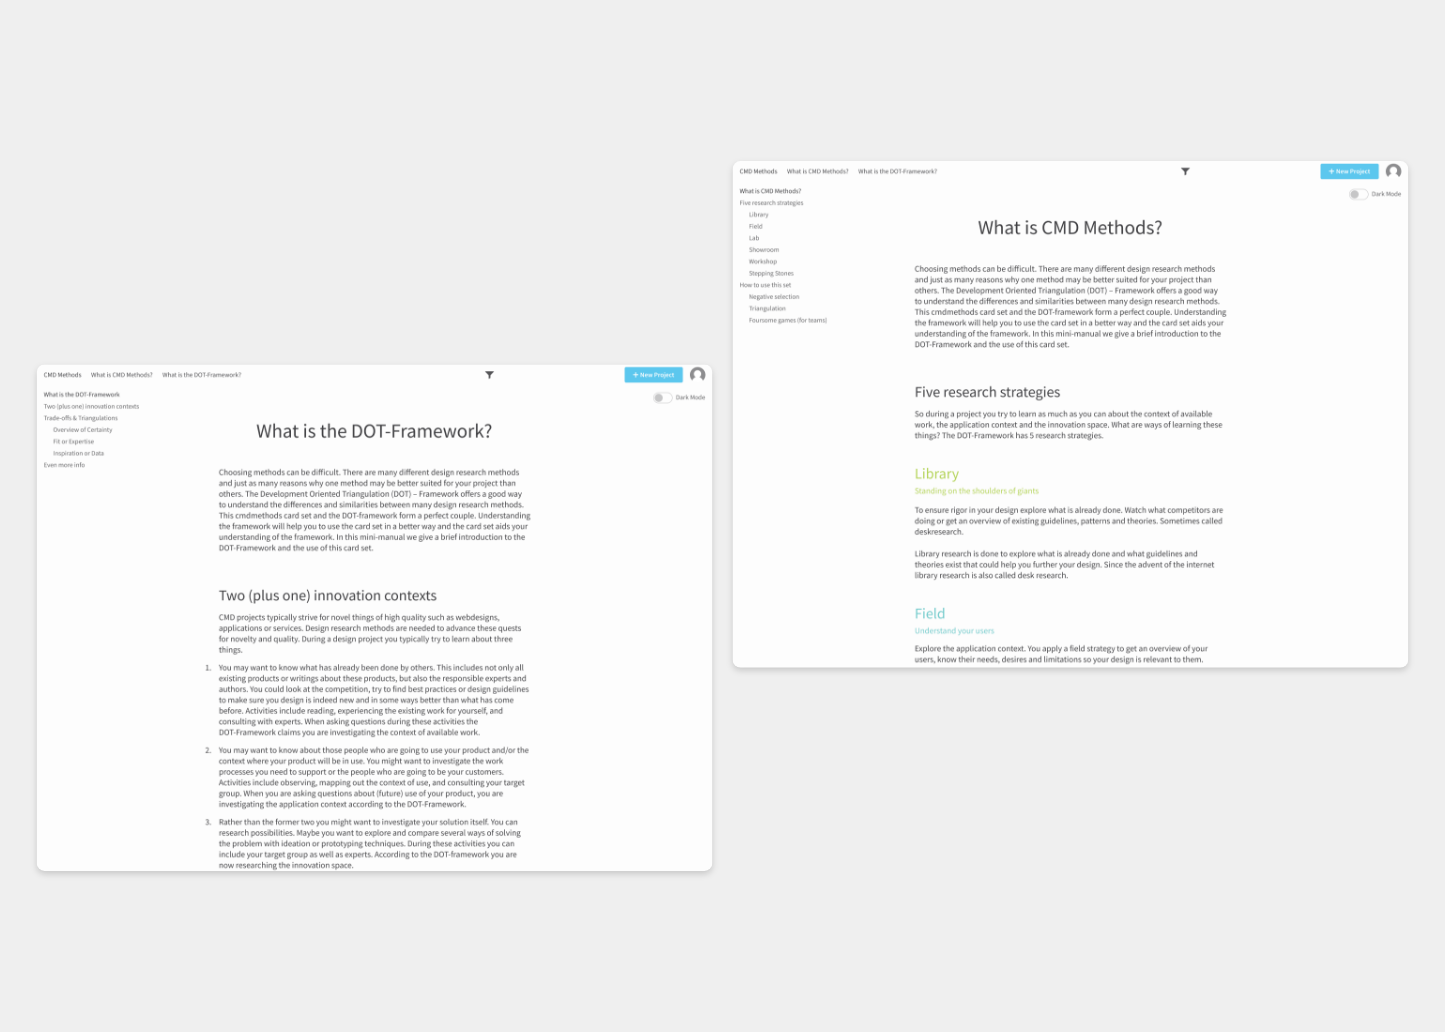 CMD Methods What is CMD Methods? What is the DOT-Framework?
+ New Project
Dark Mode
What is the DOT-Framework
Two (plus one) innovation contexts
Trade-offs & Triangulations
Overview of Certainty
Fit or Expertise
Inspiration or Data
Even more info
What is the DOT-Framework?
Choosing methods can be difficult. There are many different design research methods
and just as many reasons why one method may be better suited for your project than
others. The Development Oriented Triangulation (DOT) – Framework offers a good way
to understand the differences and similarities between many design research methods.
This cmdmethods card set and the DOT-framework form a perfect couple. Understanding
the framework will help you to use the card set in a better way and the card set aids your
understanding of the framework. In this mini-manual we give a brief introduction to the
DOT-Framework and the use of this card set.
Two (plus one) innovation contexts
CMD projects typically strive for novel things of high quality such as webdesigns,
applications or services. Design research methods are needed to advance these quests
for novelty and quality. During a design project you typically try to learn about three
things.
1. You may want to know what has already been done by others. This includes not only all
existing products or writings about these products, but also the responsible experts and
authors. You could look at the competition, try to find best practices or design guidelines
to make sure you design is indeed new and in some ways better than what has come
before. Activities include reading, experiencing the existing work for yourself, and
consulting with experts. When asking questions during these activities the
DOT-Framework claims you are investigating the context of available work.
2. You may want to know about those people who are going to use your product and/or the
context where your product will be in use. You might want to investigate the work
processes you need to support or the people who are going to be your customers.
Activities include observing, mapping out the context of use, and consulting your target
group. When you are asking questions about (future) use of your product, you are
investigating the application context according to the DOT-Framework.
3. Rather than the former two you might want to investigate your solution itself. You can
research possibilities. Maybe you want to explore and compare several ways of solving
the problem with ideation or prototyping techniques. During these activities you can
include your target group as well as experts. According to the DOT-framework you are
now researching the innovation space.
CMD Methods What is CMD Methods? What is the DOT-Framework?
+ New Project
Dark Mode
What is CMD Methods?
Five research strategies
Library
Field
Lab
Showroom
Workshop
Stepping Stones
How to use this set
Negative selection
Triangulation
Foursome games (for teams)
What is CMD Methods?
Choosing methods can be difficult. There are many different design research methods
and just as many reasons why one method may be better suited for your project than
others. The Development Oriented Triangulation (DOT) – Framework offers a good way
to understand the differences and similarities between many design research methods.
This cmdmethods card set and the DOT-framework form a perfect couple. Understanding
the framework will help you to use the card set in a better way and the card set aids your
understanding of the framework. In this mini-manual we give a brief introduction to the
DOT-Framework and the use of this card set.
Five research strategies
So during a project you try to learn as much as you can about the context of available
work, the application context and the innovation space. What are ways of learning these
things? The DOT-Framework has 5 research strategies.
Library
Standing on the shoulders of giants
To ensure rigor in your design explore what is already done. Watch what competitors are
doing or get an overview of existing guidelines, patterns and theories. Sometimes called
deskresearch.
Library research is done to explore what is already done and what guidelines and
theories exist that could help you further your design. Since the advent of the internet
library research is also called desk research.
Field
Understand your users
Explore the application context. You apply a field strategy to get an overview of your
users, know their needs, desires and limitations so your design is relevant to them.